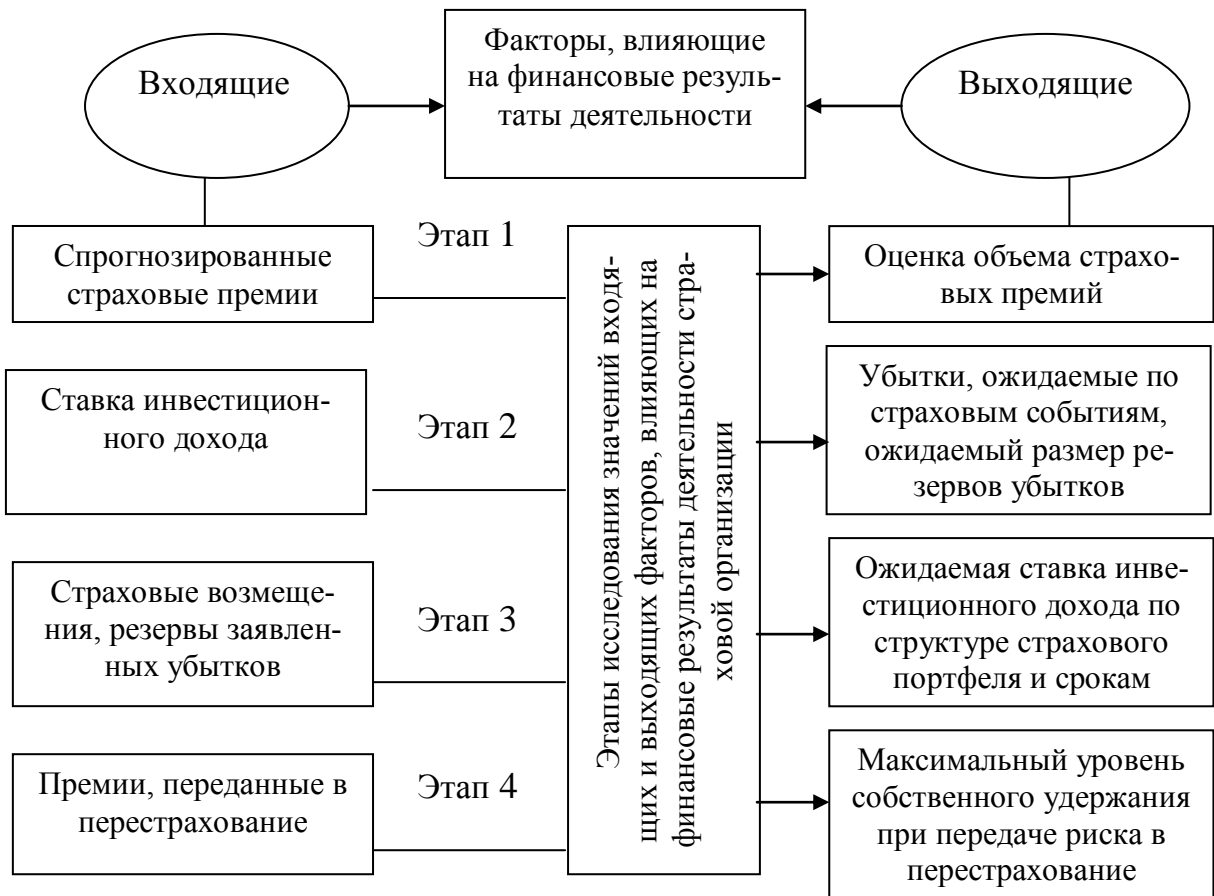 Факторы, влияющие
на финансовые резуль-
таты деятельности
Входящие
Выходящие
Спрогнозированные
страховые премии
Этап 1
Оценка объема страхо-
вых премий
Ставка инвестицион-
ного дохода
Этап 2
Убытки, ожидаемые по
страховым событиям,
ожидаемый размер ре-
зервов убытков
Страховые возмеще-
ния, резервы заявлен-
ных убытков
Этап 3
Ожидаемая ставка инве-
стиционного дохода по
структуре страхового
портфеля и срокам
Премии, переданные в
перестрахование
Этап 4
Максимальный уровень
собственного удержания
при передаче риска в
перестрахование
Этапы исследования значений входя-
щих и выходящих факторов, влияющих на
финансовые результаты деятельности стра-
ховой организации